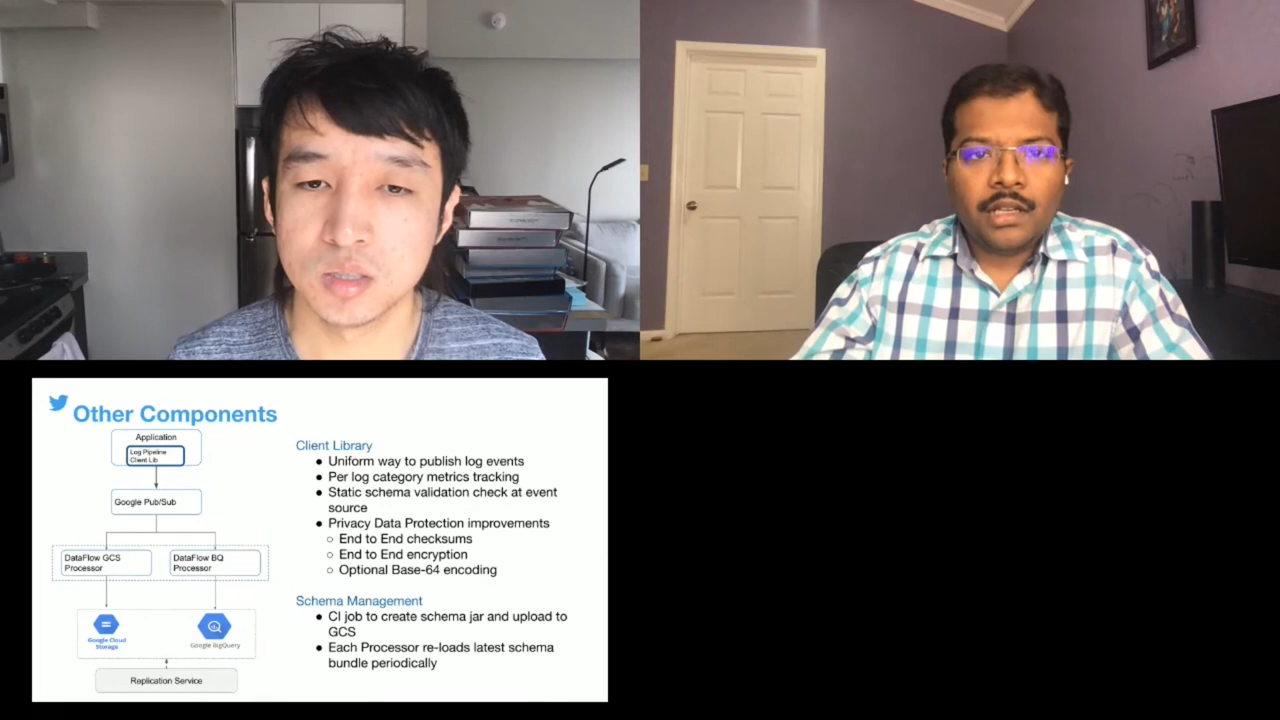 Other Components
Application
Log Pipeline
Client Lib
Google Pub/Sub
DataFlow GCS
Processor
DataFlow BQ
Processor
Google Cloud
Storage
Google BigQuery
Replication Service
Client Library
● Uniform way to publish log events
● Per log category metrics tracking
● Static schema validation check at event
source
● Privacy Data Protection improvements
○ End to End checksums
○ End to End encryption
○ Optional Base-64 encoding
Schema Management
● CI job to create schema jar and upload to
GCS
● Each Processor re-loads latest schema
bundle periodically